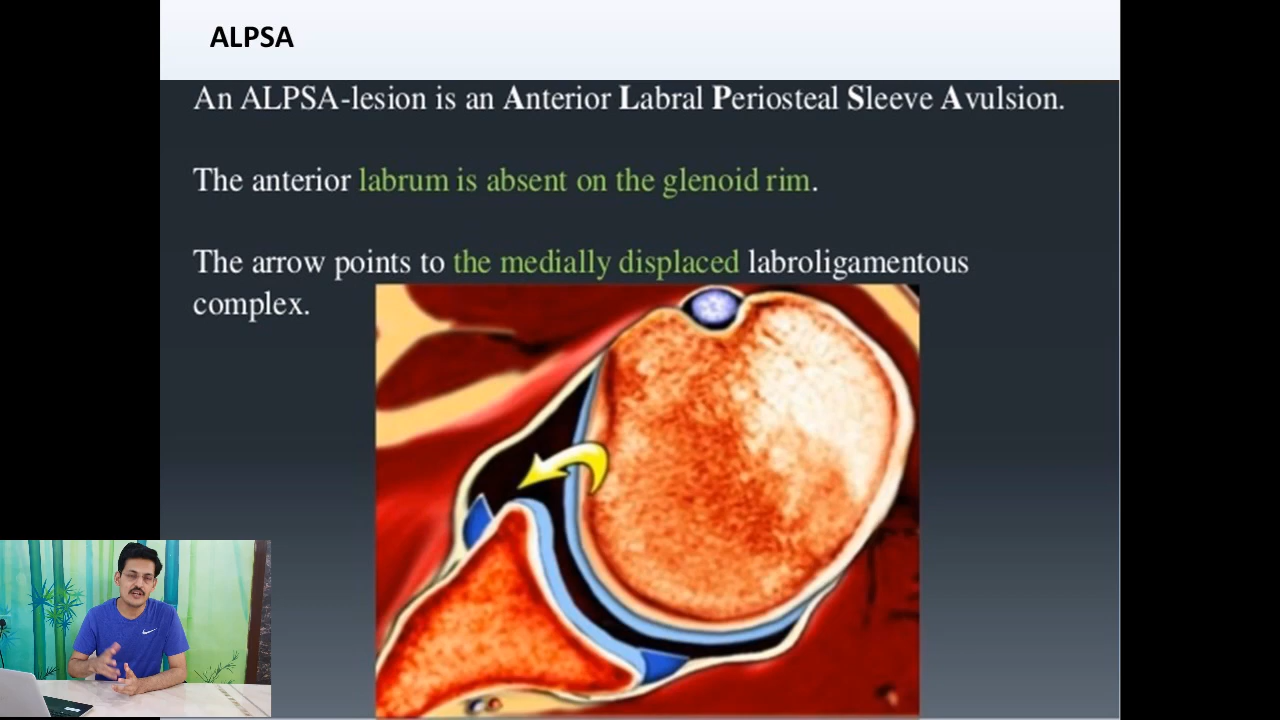 ALPSA
An ALPSA-lesion is an Anterior Labral Periosteal Sleeve Avulsion.
The anterior labrum is absent on the glenoid rim.
The arrow points to the medially displaced labroligamentous
complex.